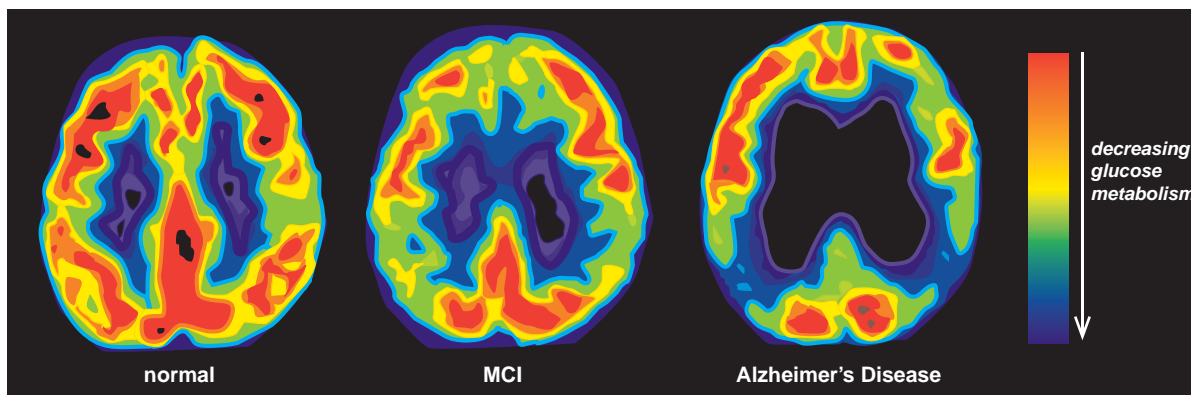 normal
MCI
Alzheimer's Disease
decreasing
glucose
metabolism